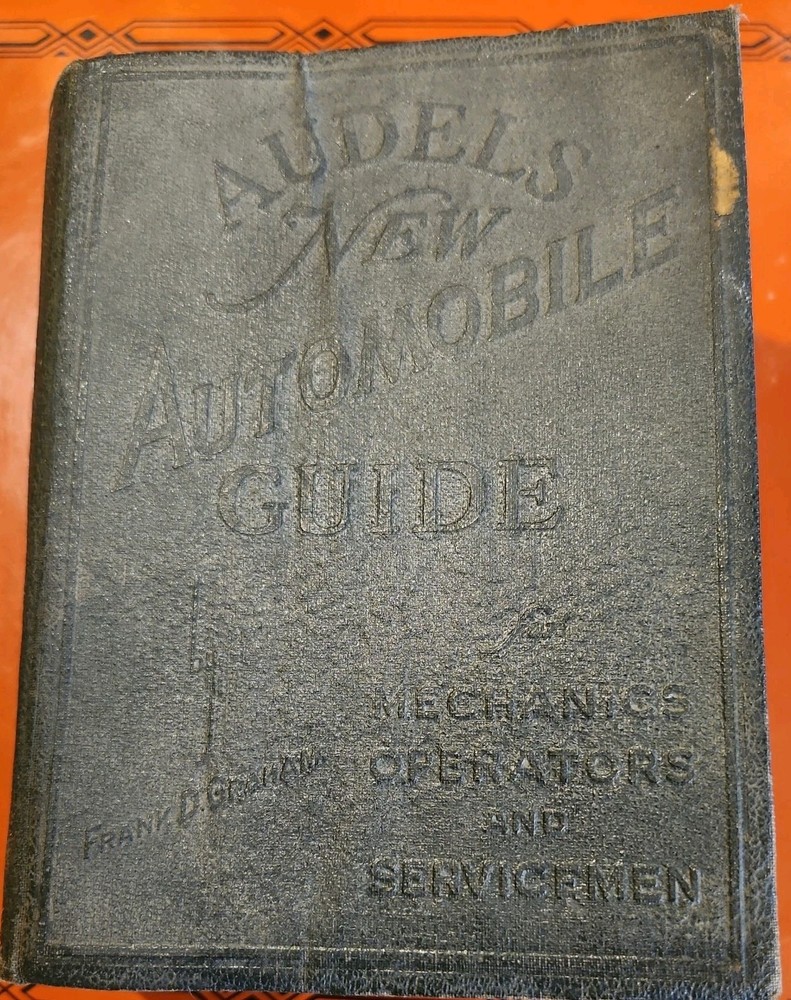 AUDELS
NEW
AUTOMOBILE
GUIDE
for
MECHANICS
OPERATORS
AND
SERVICEMEN
by
FRANK D. GRAHAM